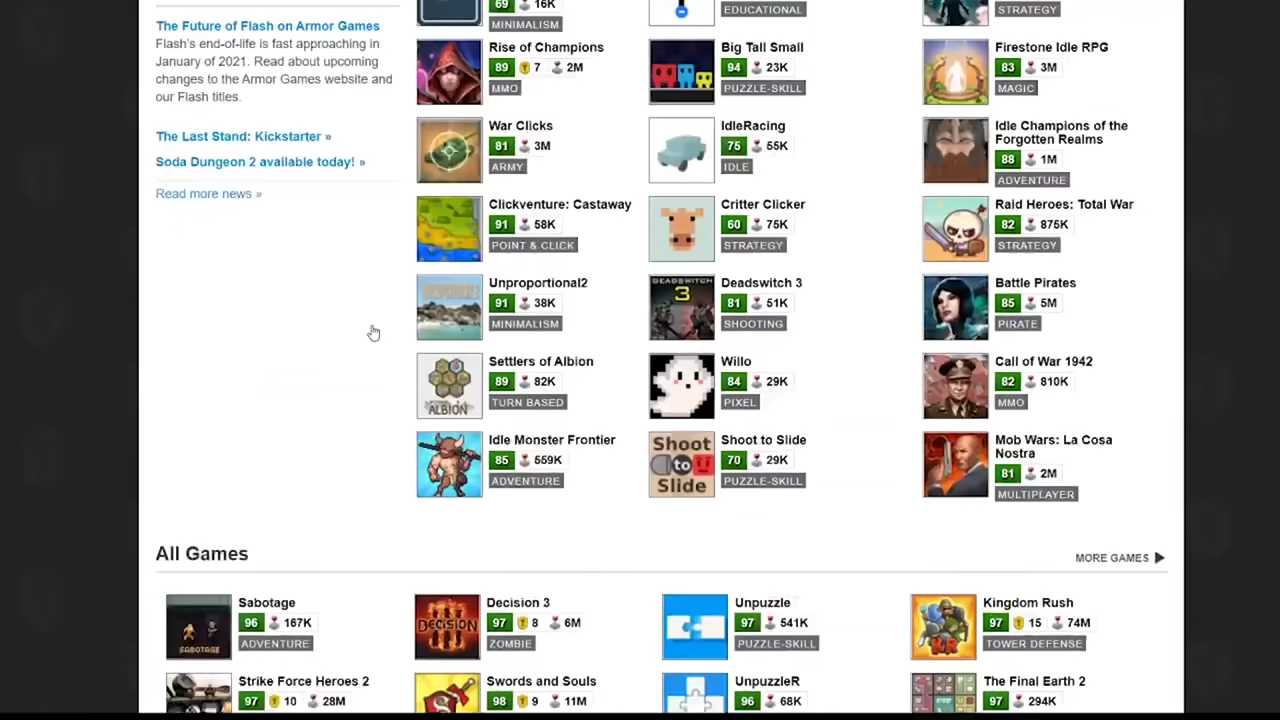 The Future of Flash on Armor Games
Flash's end-of-life is fast approaching in
January of 2021. Read about upcoming
changes to the Armor Games website and
our Flash titles.
The Last Stand: Kickstarter »
Soda Dungeon 2 available today! »
Read more news »
69 16K
MINIMALISM
Rise of Champions
89 7 2M
MMO
War Clicks
81 3M
ARMY
Clickventure: Castaway
91 58K
POINT & CLICK
Unproportional2
91 38K
MINIMALISM
ALBION
Settlers of Albion
89 82K
TURN BASED
Idle Monster Frontier
85 559K
ADVENTURE
EDUCATIONAL
Big Tall Small
94 23K
PUZZLE-SKILL
IdleRacing
75 55K
IDLE
Critter Clicker
60 75K
STRATEGY
DEADSWITCH
3
Deadswitch 3
81 51K
SHOOTING
Willo
84 29K
PIXEL
Shoot
to
Slide
Shoot to Slide
70 29K
PUZZLE-SKILL
STRATEGY
Firestone Idle RPG
83 3M
MAGIC
Idle Champions of the
Forgotten Realms
88 1M
ADVENTURE
Raid Heroes: Total War
82 875K
STRATEGY
Battle Pirates
85 5M
PIRATE
Call of War 1942
82 810K
MMO
Mob Wars: La Cosa
Nostra
81 2M
MULTIPLAYER
All Games
MORE GAMES
SABOTAGE
Sabotage
96 167K
ADVENTURE
DECISION
Decision 3
97 8 6M
ZOMBIE
Unpuzzle
97 541K
PUZZLE-SKILL
KR
Kingdom Rush
97 15 74M
TOWER DEFENSE
Strike Force Heroes 2
97 10 28M
Swords and Souls
98 9 11M
UnpuzzleR
96 68K
The Final Earth 2
97 294K